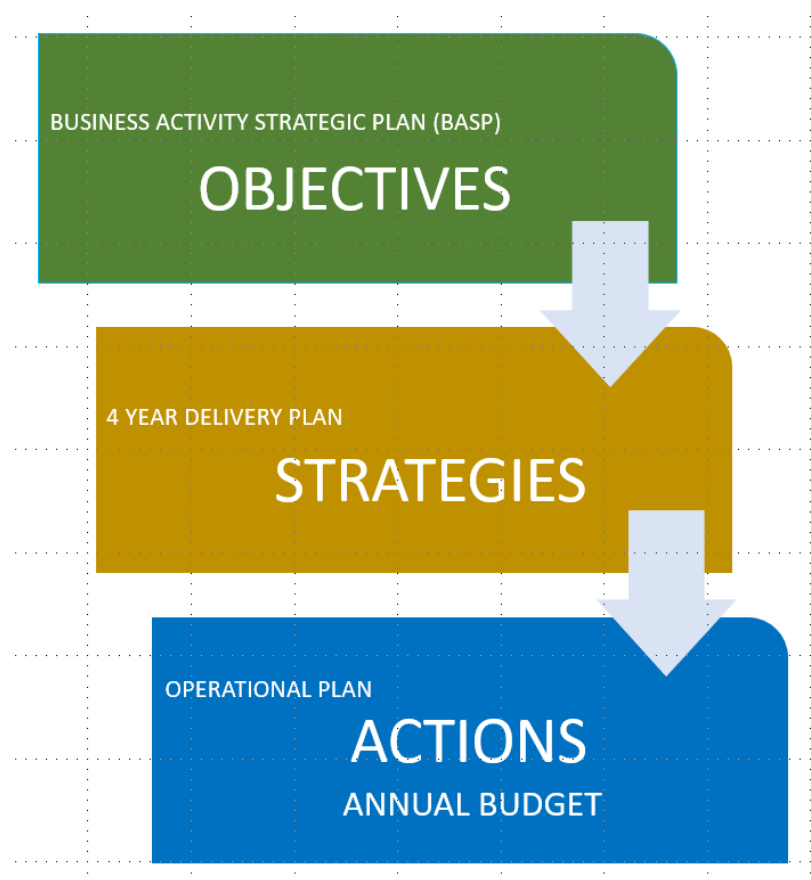 BUSINESS ACTIVITY STRATEGIC PLAN (BASP)
OBJECTIVES
4 YEAR DELIVERY PLAN
STRATEGIES
OPERATIONAL PLAN
ACTIONS
ANNUAL BUDGET